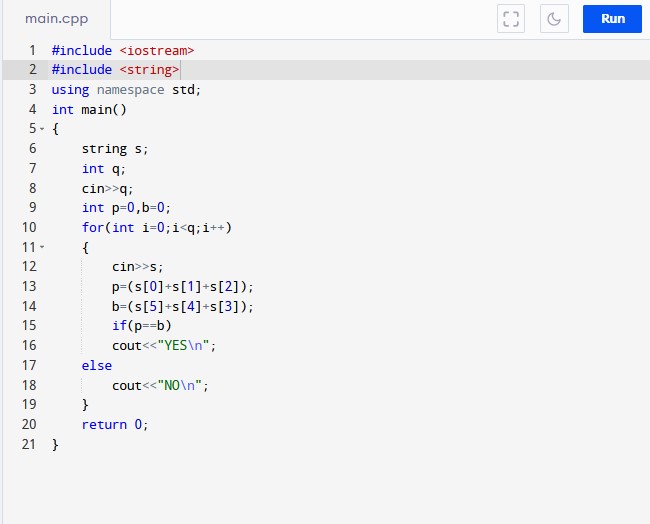 main.cpp
Run
1 #include <iostream>
2 #include <string>
3 using namespace std;
4 int main()
5 {
6 string s;
7 int q;
8 cin>>q;
9 int p=0,b=0;
10 for(int i=0;i<q;i++)
11 {
12 cin>>s;
13 p=(s[0]+s[1]+s[2]);
14 b=(s[5]+s[4]+s[3]);
15 if(p==b)
16 cout<<"YES\n";
17 else
18 cout<<"NO\n";
19 }
20 return 0;
21 }